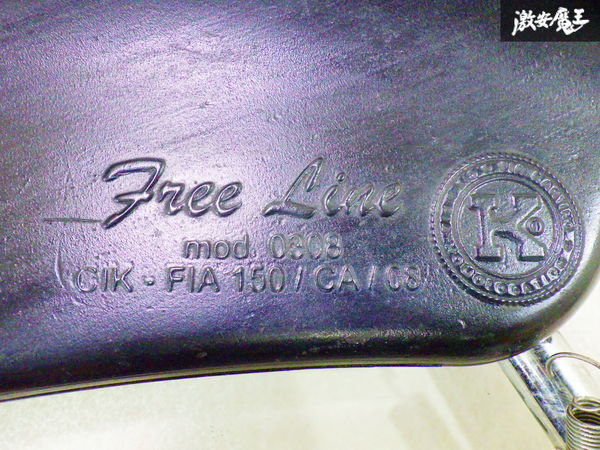 激安魔王
Free Line
mod. 0808
CIK - FIA 150 / CA / 08
K